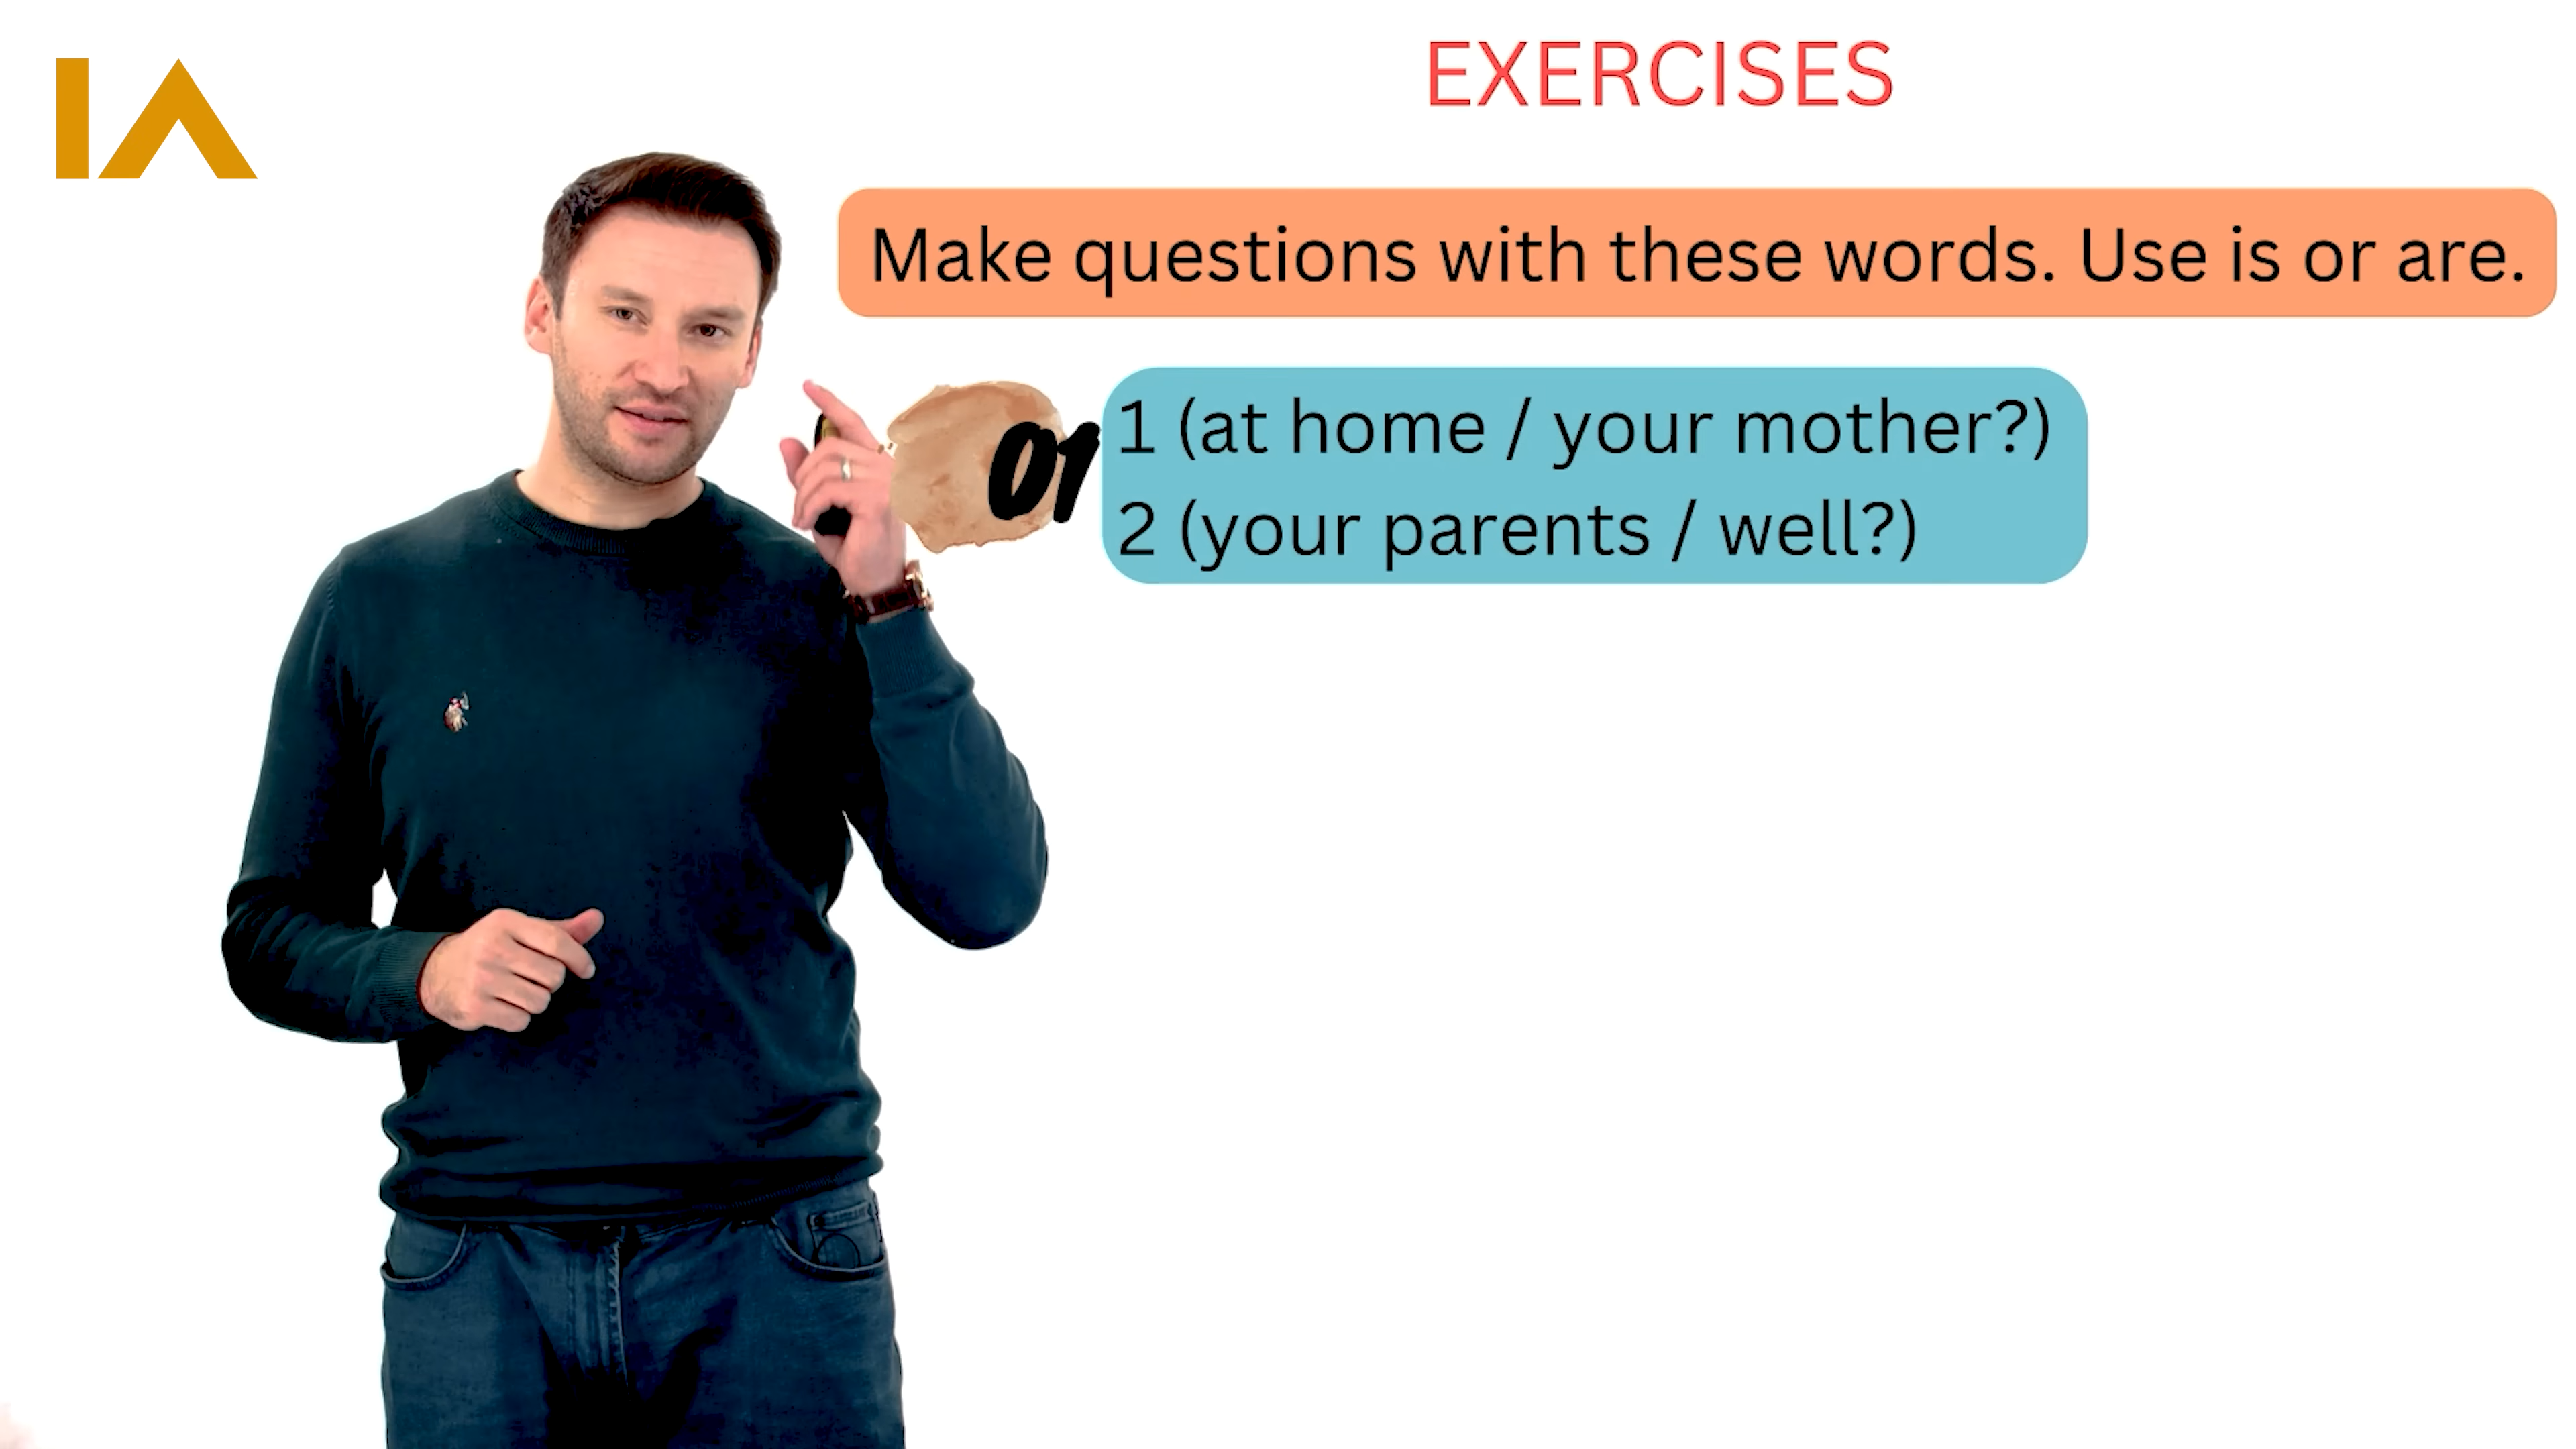 IA
EXERCISES
Make questions with these words. Use is or are.
01
1 (at home / your mother?)
2 (your parents / well?)